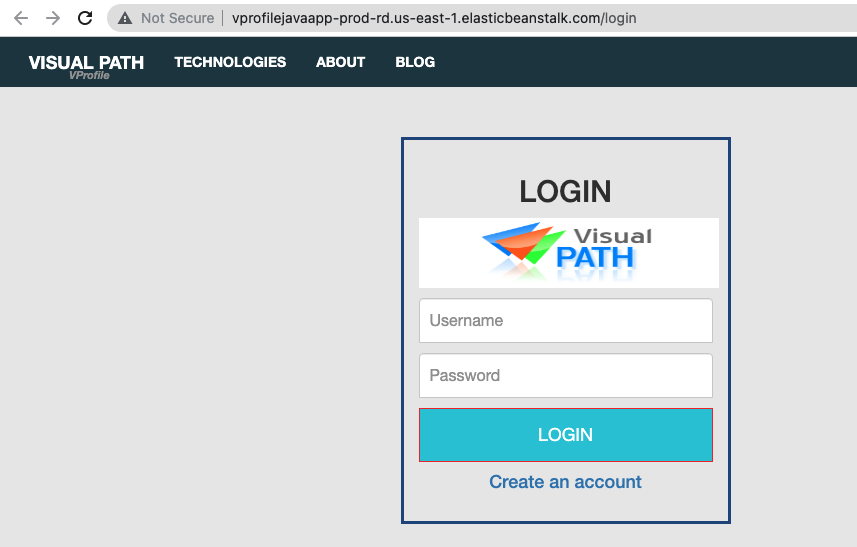 Not Secure | vprofilejavaapp-prod-rd.us-east-1.elasticbeanstalk.com/login
VISUAL PATH TECHNOLOGIES ABOUT BLOG
VProfile
LOGIN
Visual
PATH
Username
Password
LOGIN
Create an account